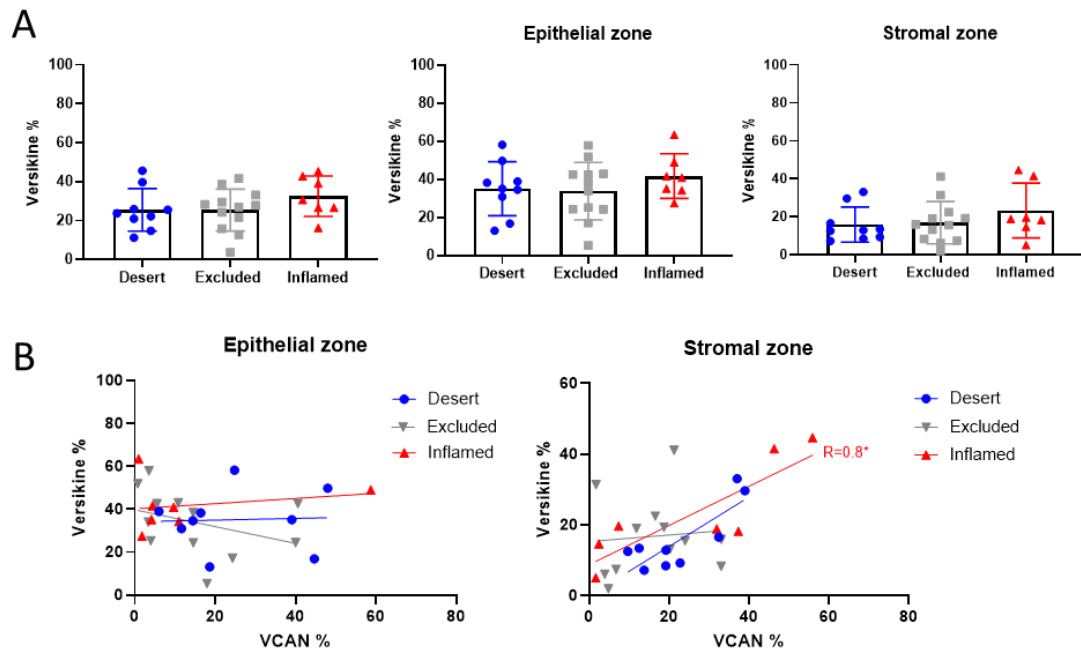 A
Versikine %
100
80
60
40
20
0
Desert
Excluded
Inflamed
Epithelial zone
Versikine %
100
80
60
40
20
0
Desert
Excluded
Inflamed
Stromal zone
Versikine %
100
80
60
40
20
0
Desert
Excluded
Inflamed
B
Epithelial zone
Versikine %
100
80
60
40
20
0
0
20
40
60
80
VCAN %
Desert
Excluded
Inflamed
Stromal zone
Versikine %
60
40
20
0
0
20
40
60
80
VCAN %
R=0.8*
Desert
Excluded
Inflamed